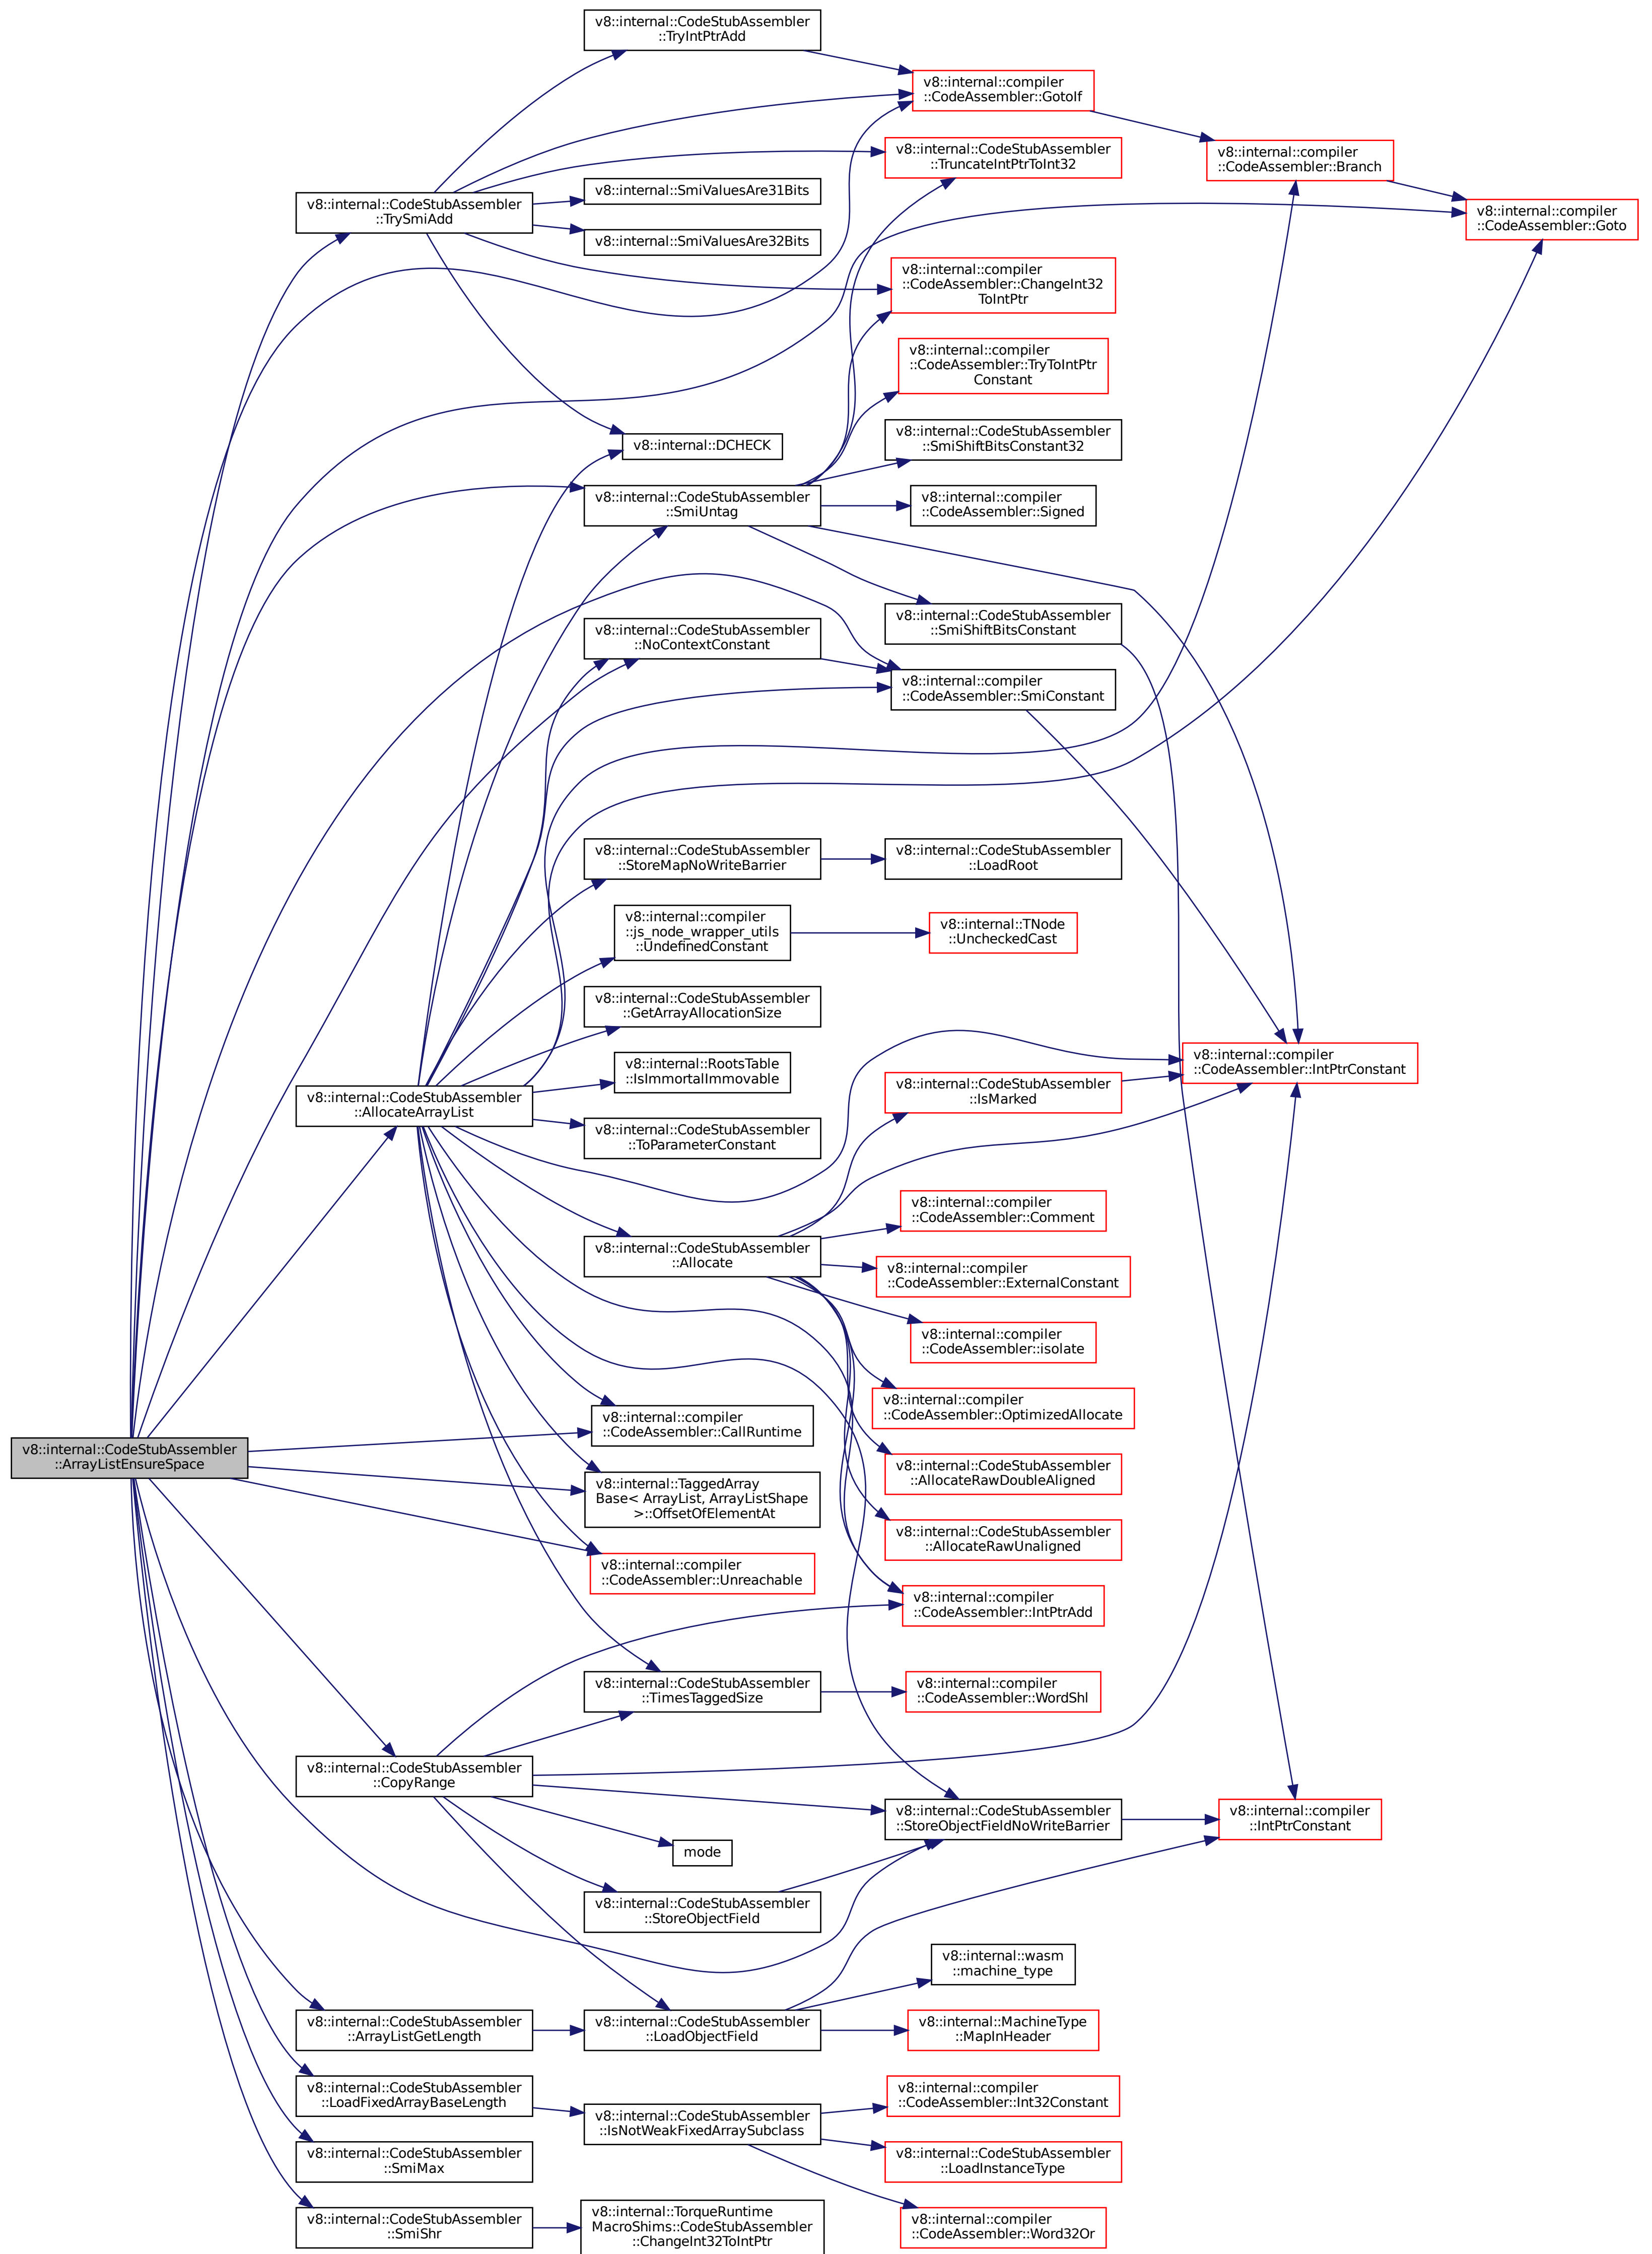 v8::internal::CodeStubAssembler
::TryIntPtrAdd
v8::internal::compiler
::CodeAssembler::GotoIf
v8::internal::CodeStubAssembler
::TruncateIntPtrToInt32
v8::internal::compiler
::CodeAssembler::Branch
v8::internal::SmiValuesAre31Bits
v8::internal::CodeStubAssembler
::TrySmiAdd
v8::internal::compiler
::CodeAssembler::Goto
v8::internal::SmiValuesAre32Bits
v8::internal::compiler
::CodeAssembler::ChangeInt32
ToIntPtr
v8::internal::compiler
::CodeAssembler::TryToIntPtr
Constant
v8::internal::DCHECK
v8::internal::CodeStubAssembler
::SmiShiftBitsConstant32
v8::internal::CodeStubAssembler
::SmiUntag
v8::internal::compiler
::CodeAssembler::Signed
v8::internal::CodeStubAssembler
::SmiShiftBitsConstant
v8::internal::CodeStubAssembler
::NoContextConstant
v8::internal::compiler
::CodeAssembler::SmiConstant
v8::internal::CodeStubAssembler
::StoreMapNoWriteBarrier
v8::internal::CodeStubAssembler
::LoadRoot
v8::internal::compiler
::js_node_wrapper_utils
::UndefinedConstant
v8::internal::TNode
::UncheckedCast
v8::internal::CodeStubAssembler
::GetArrayAllocationSize
v8::internal::RootsTable
::IsImmortalImmovable
v8::internal::compiler
::CodeAssembler::IntPtrConstant
v8::internal::CodeStubAssembler
::AllocateArrayList
v8::internal::CodeStubAssembler
::IsMarked
v8::internal::CodeStubAssembler
::ToParameterConstant
v8::internal::compiler
::CodeAssembler::Comment
v8::internal::CodeStubAssembler
::Allocate
v8::internal::compiler
::CodeAssembler::ExternalConstant
v8::internal::compiler
::CodeAssembler::isolate
v8::internal::compiler
::CodeAssembler::OptimizedAllocate
v8::internal::compiler
::CodeAssembler::CallRuntime
v8::internal::CodeStubAssembler
::ArrayListEnsureSpace
v8::internal::CodeStubAssembler
::AllocateRawDoubleAligned
v8::internal::TaggedArray
Base< ArrayList, ArrayListShape
>::OffsetOfElementAt
v8::internal::CodeStubAssembler
::AllocateRawUnaligned
v8::internal::compiler
::CodeAssembler::Unreachable
v8::internal::compiler
::CodeAssembler::IntPtrAdd
v8::internal::CodeStubAssembler
::TimesTaggedSize
v8::internal::compiler
::CodeAssembler::WordShl
v8::internal::CodeStubAssembler
::CopyRange
v8::internal::CodeStubAssembler
::StoreObjectFieldNoWriteBarrier
v8::internal::compiler
::IntPtrConstant
mode
v8::internal::CodeStubAssembler
::StoreObjectField
v8::internal::wasm
::machine_type
v8::internal::CodeStubAssembler
::ArrayListGetLength
v8::internal::CodeStubAssembler
::LoadObjectField
v8::internal::MachineType
::MapInHeader
v8::internal::CodeStubAssembler
::LoadFixedArrayBaseLength
v8::internal::compiler
::CodeAssembler::Int32Constant
v8::internal::CodeStubAssembler
::IsNotWeakFixedArraySubclass
v8::internal::CodeStubAssembler
::SmiMax
v8::internal::CodeStubAssembler
::LoadInstanceType
v8::internal::CodeStubAssembler
::SmiShr
v8::internal::TorqueRuntime
MacroShims::CodeStubAssembler
::ChangeInt32ToIntPtr
v8::internal::compiler
::CodeAssembler::Word32Or